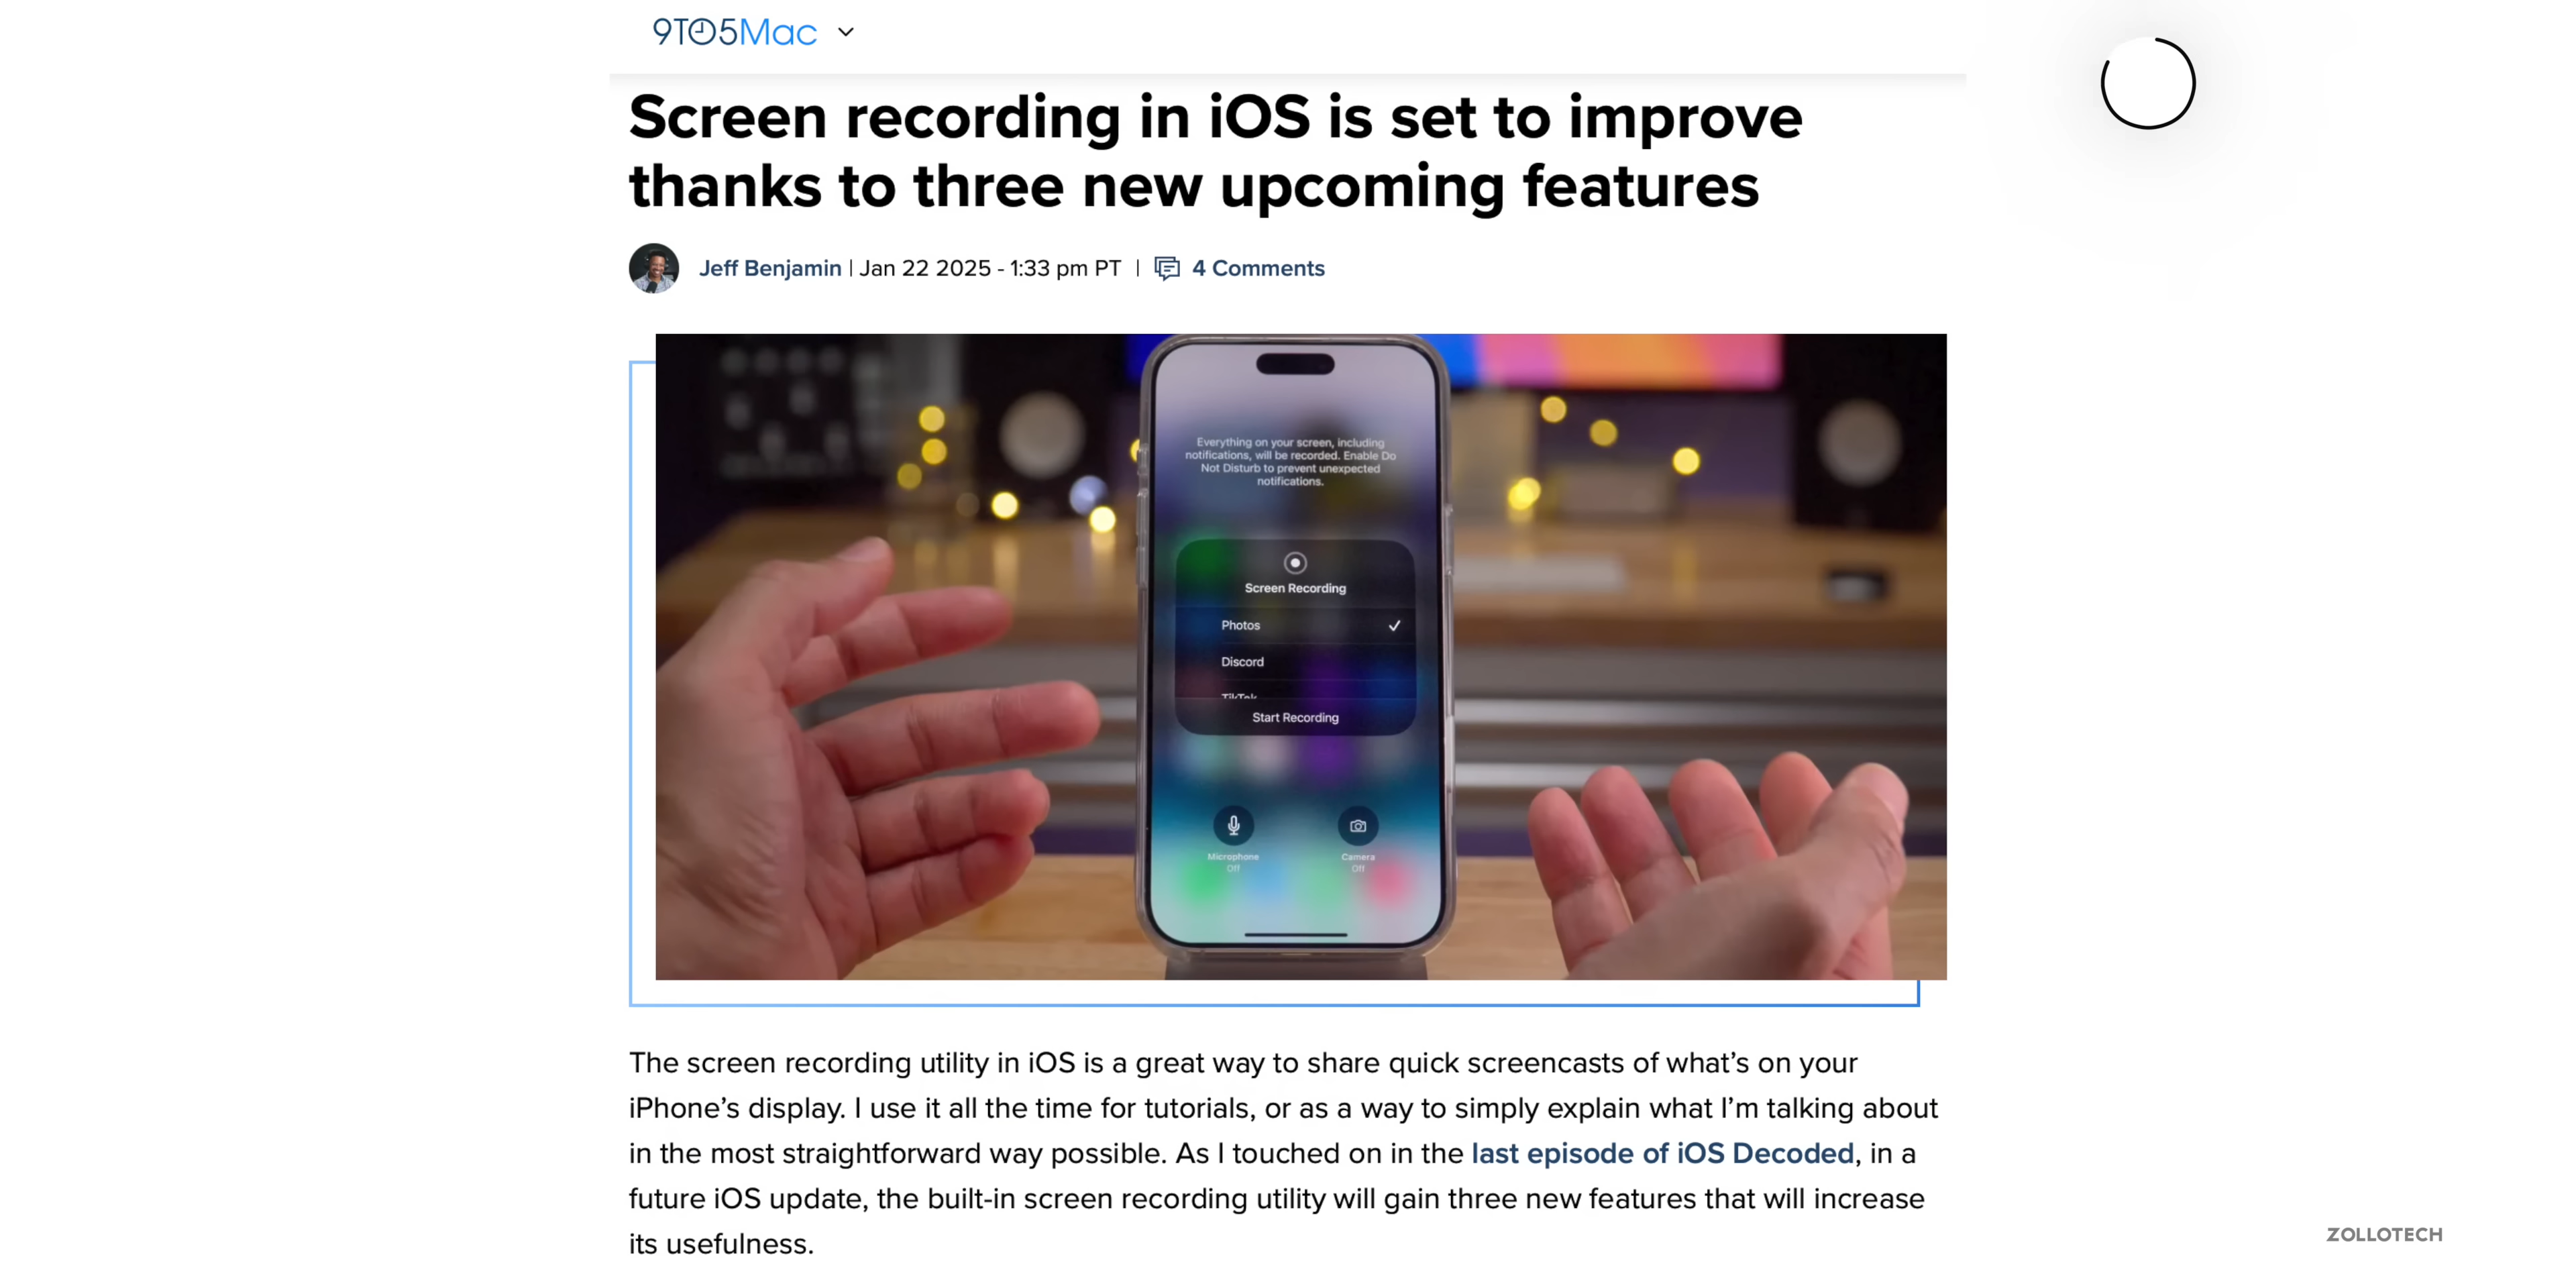 9TO5Mac
Screen recording in iOS is set to improve
thanks to three new upcoming features
Jeff Benjamin | Jan 22 2025 - 1:33 pm PT | 4 Comments
Everything on your screen, including
notifications, will be recorded. Enable Do
Not Disturb to prevent unexpected
notifications.
Screen Recording
Photos
Discord
TikTok
Start Recording
Microphone
Off
Camera
Off
The screen recording utility in iOS is a great way to share quick screencasts of what’s on your
iPhone’s display. I use it all the time for tutorials, or as a way to simply explain what I’m talking about
in the most straightforward way possible. As I touched on in the last episode of iOS Decoded, in a
future iOS update, the built-in screen recording utility will gain three new features that will increase
its usefulness.
ZOLLOTECH